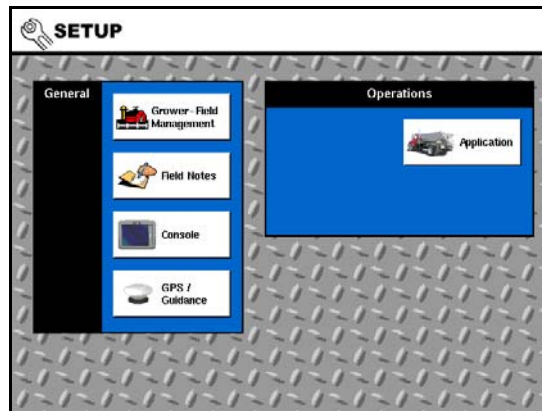 SETUP
General
Grower-Field
Management
Field Notes
Console
GPS /
Guidance
Operations
Application